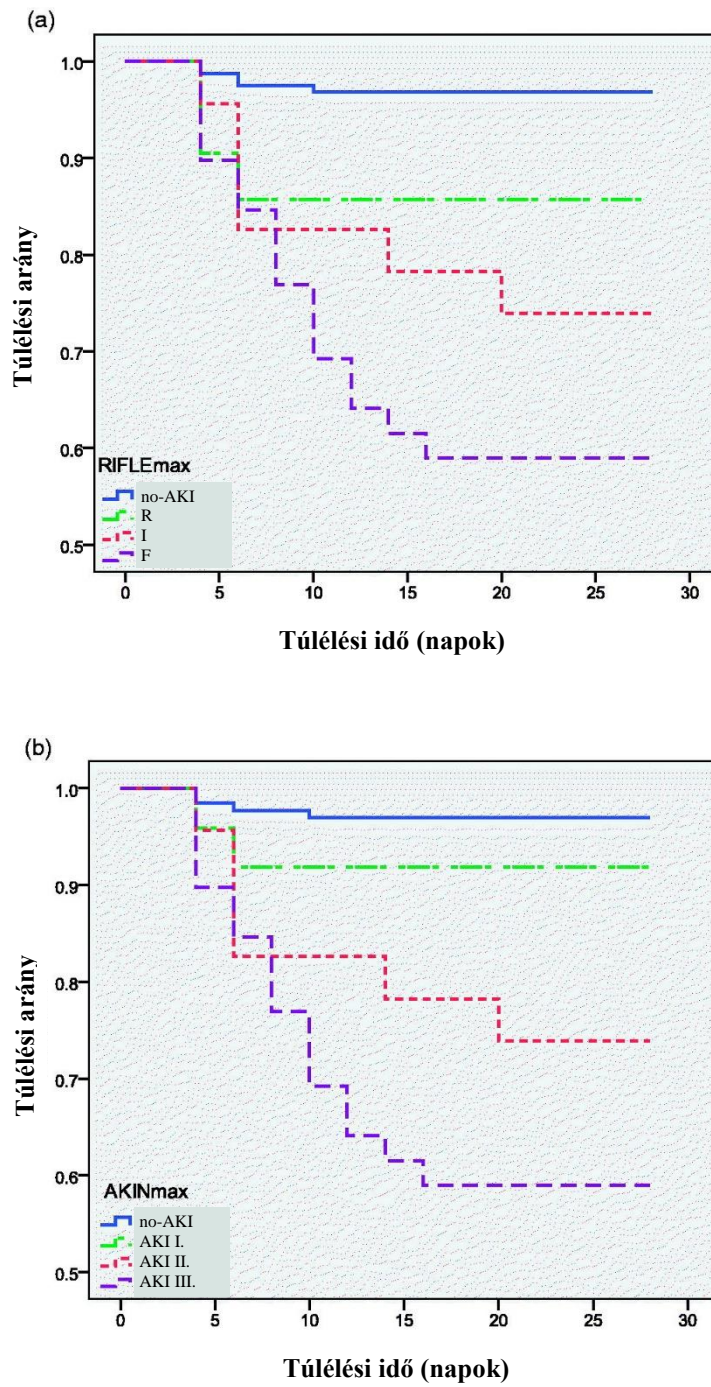 (a)
1.0
0.9
0.8
0.7
0.6
0.5
Túlélési arány
RIFLEmax
no-AKI
R
I
F
0 5 10 15 20 25 30
Túlélési idő (napok)
(b)
1.0
0.9
0.8
0.7
0.6
0.5
Túlélési arány
AKINmax
no-AKI
AKI I.
AKI II.
AKI III.
0 5 10 15 20 25 30
Túlélési idő (napok)